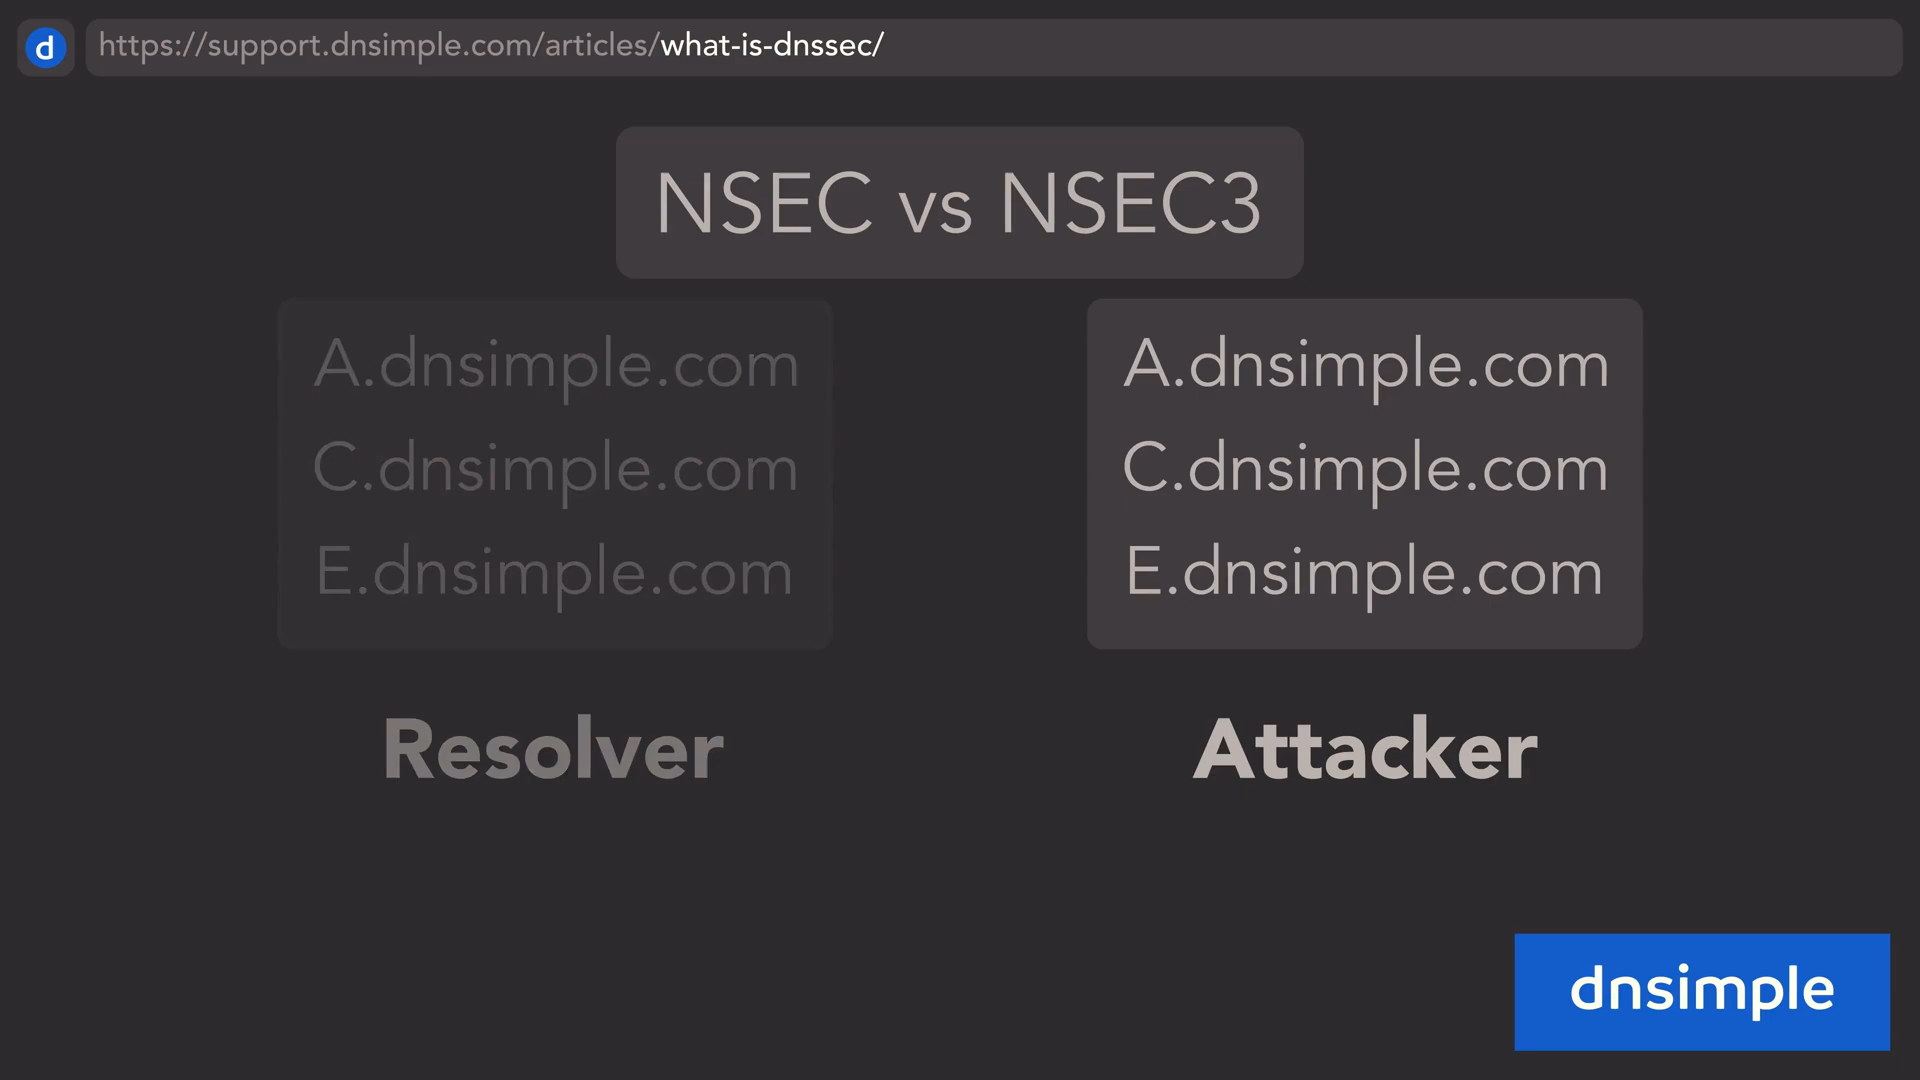 d
https://support.dnsimple.com/articles/what-is-dnssec/
NSEC vs NSEC3
A.dnsimple.com
C.dnsimple.com
E.dnsimple.com
Resolver
A.dnsimple.com
C.dnsimple.com
E.dnsimple.com
Attacker
dnsimple